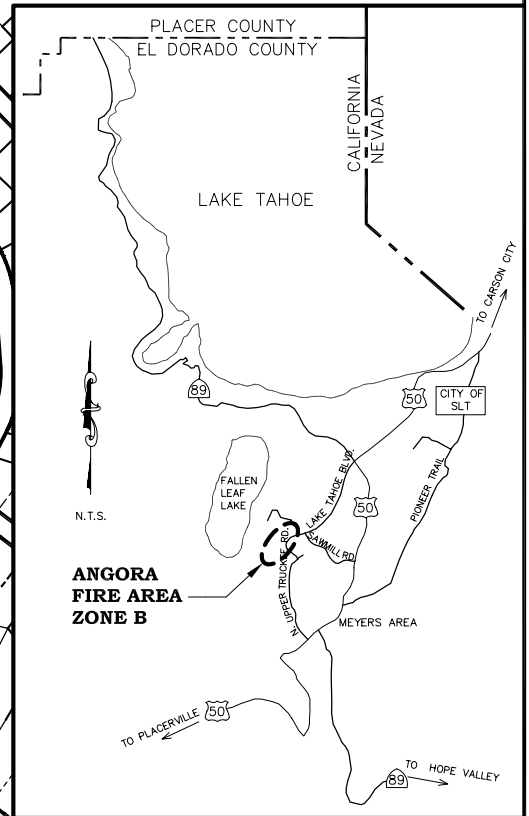 PLACER COUNTY
EL DORADO COUNTY
CALIFORNIA
NEVADA
LAKE TAHOE
TO CARSON CITY
89
50
CITY OF
SLT
N.T.S.
FALLEN
LEAF
LAKE
LAKE TAHOE BLVD.
50
PIONEER TRAIL
SAWMILL RD.
N. UPPER TRUCKEE RD.
ANGORA
FIRE AREA
ZONE B
MEYERS AREA
TO PLACERVILLE
50
TO HOPE VALLEY
89